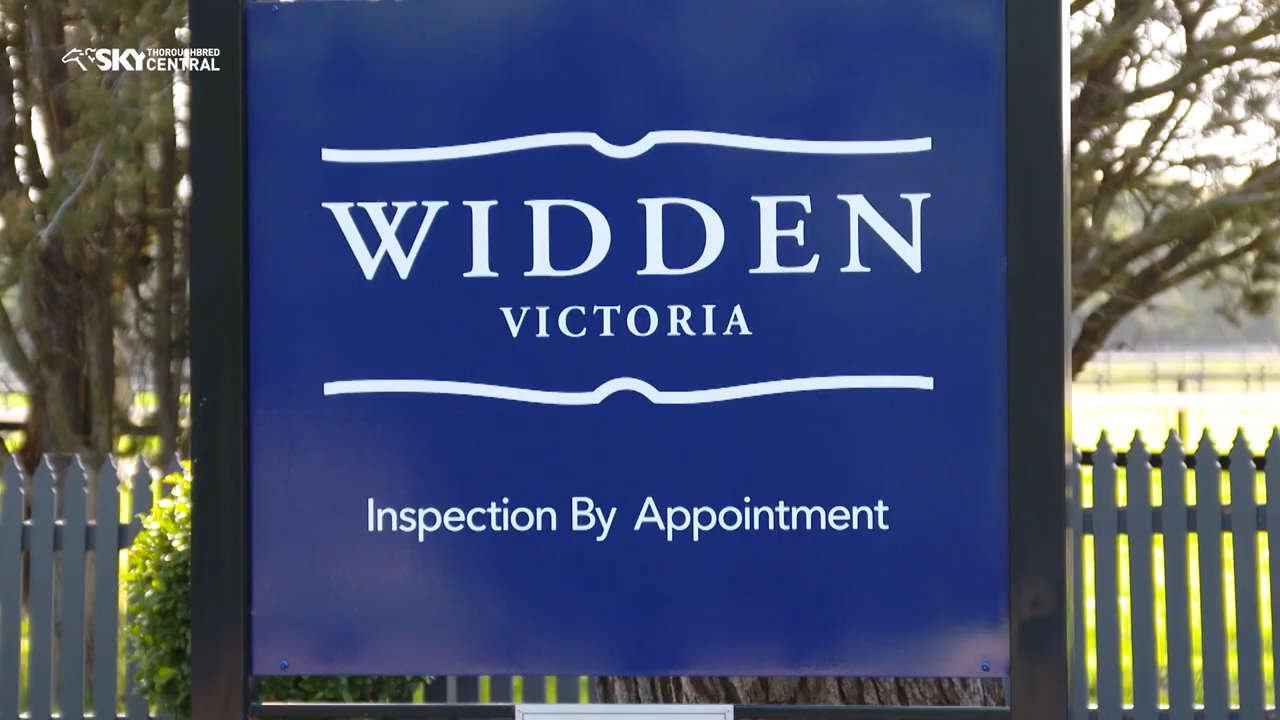 SKY THOROUGHBRED CENTRAL
WIDDEN
VICTORIA
Inspection By Appointment